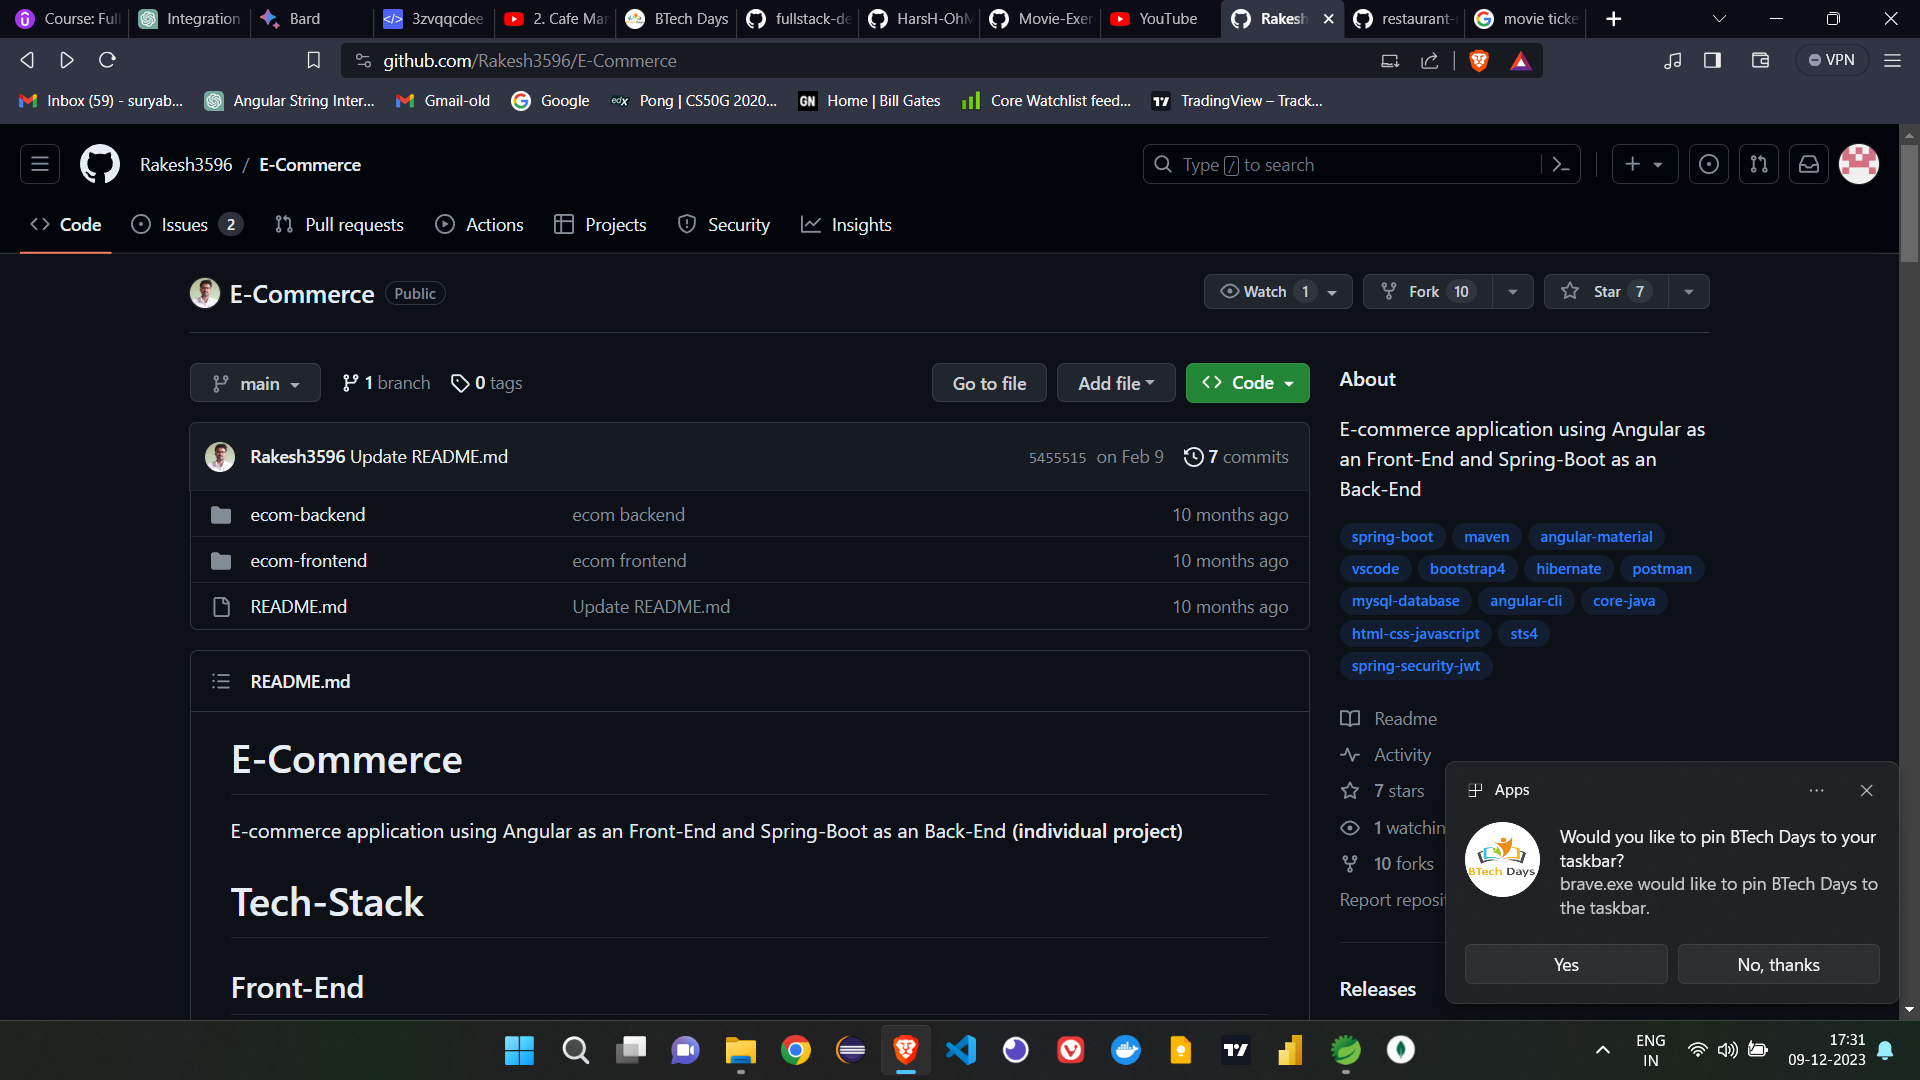 Course: Full
Integration
Bard
3zvqqcdee
2. Cafe Man
BTech Days
fullstack-de
HarsH-OhM
Movie-Exer
YouTube
Rakesh
restaurant-
movie ticke
github.com/Rakesh3596/E-Commerce
VPN
Inbox (59) - suryab...
Angular String Inter...
Gmail-old
Google
edX
Pong | CS50G 2020...
GN
Home | Bill Gates
Core Watchlist feed...
TradingView – Track...
Rakesh3596 / E-Commerce
Type / to search
Code
Issues 2
Pull requests
Actions
Projects
Security
Insights
E-Commerce Public
Watch 1
Fork 10
Star 7
main
1 branch
0 tags
Go to file
Add file
Code
Rakesh3596 Update README.md
5455515 on Feb 9
7 commits
ecom-backend ecom backend 10 months ago
ecom-frontend ecom frontend 10 months ago
README.md Update README.md 10 months ago
README.md
E-Commerce
E-commerce application using Angular as an Front-End and Spring-Boot as an Back-End (individual project)
Tech-Stack
Front-End
About
E-commerce application using Angular as
an Front-End and Spring-Boot as an
Back-End
spring-boot maven angular-material
vscode bootstrap4 hibernate postman
mysql-database angular-cli core-java
html-css-javascript sts4
spring-security-jwt
Readme
Activity
7 stars
1 watchin
10 forks
Report reposit
Releases
Apps
BTech Days
Would you like to pin BTech Days to your
taskbar?
brave.exe would like to pin BTech Days to
the taskbar.
Yes
No, thanks
ENG
IN
17:31
09-12-2023